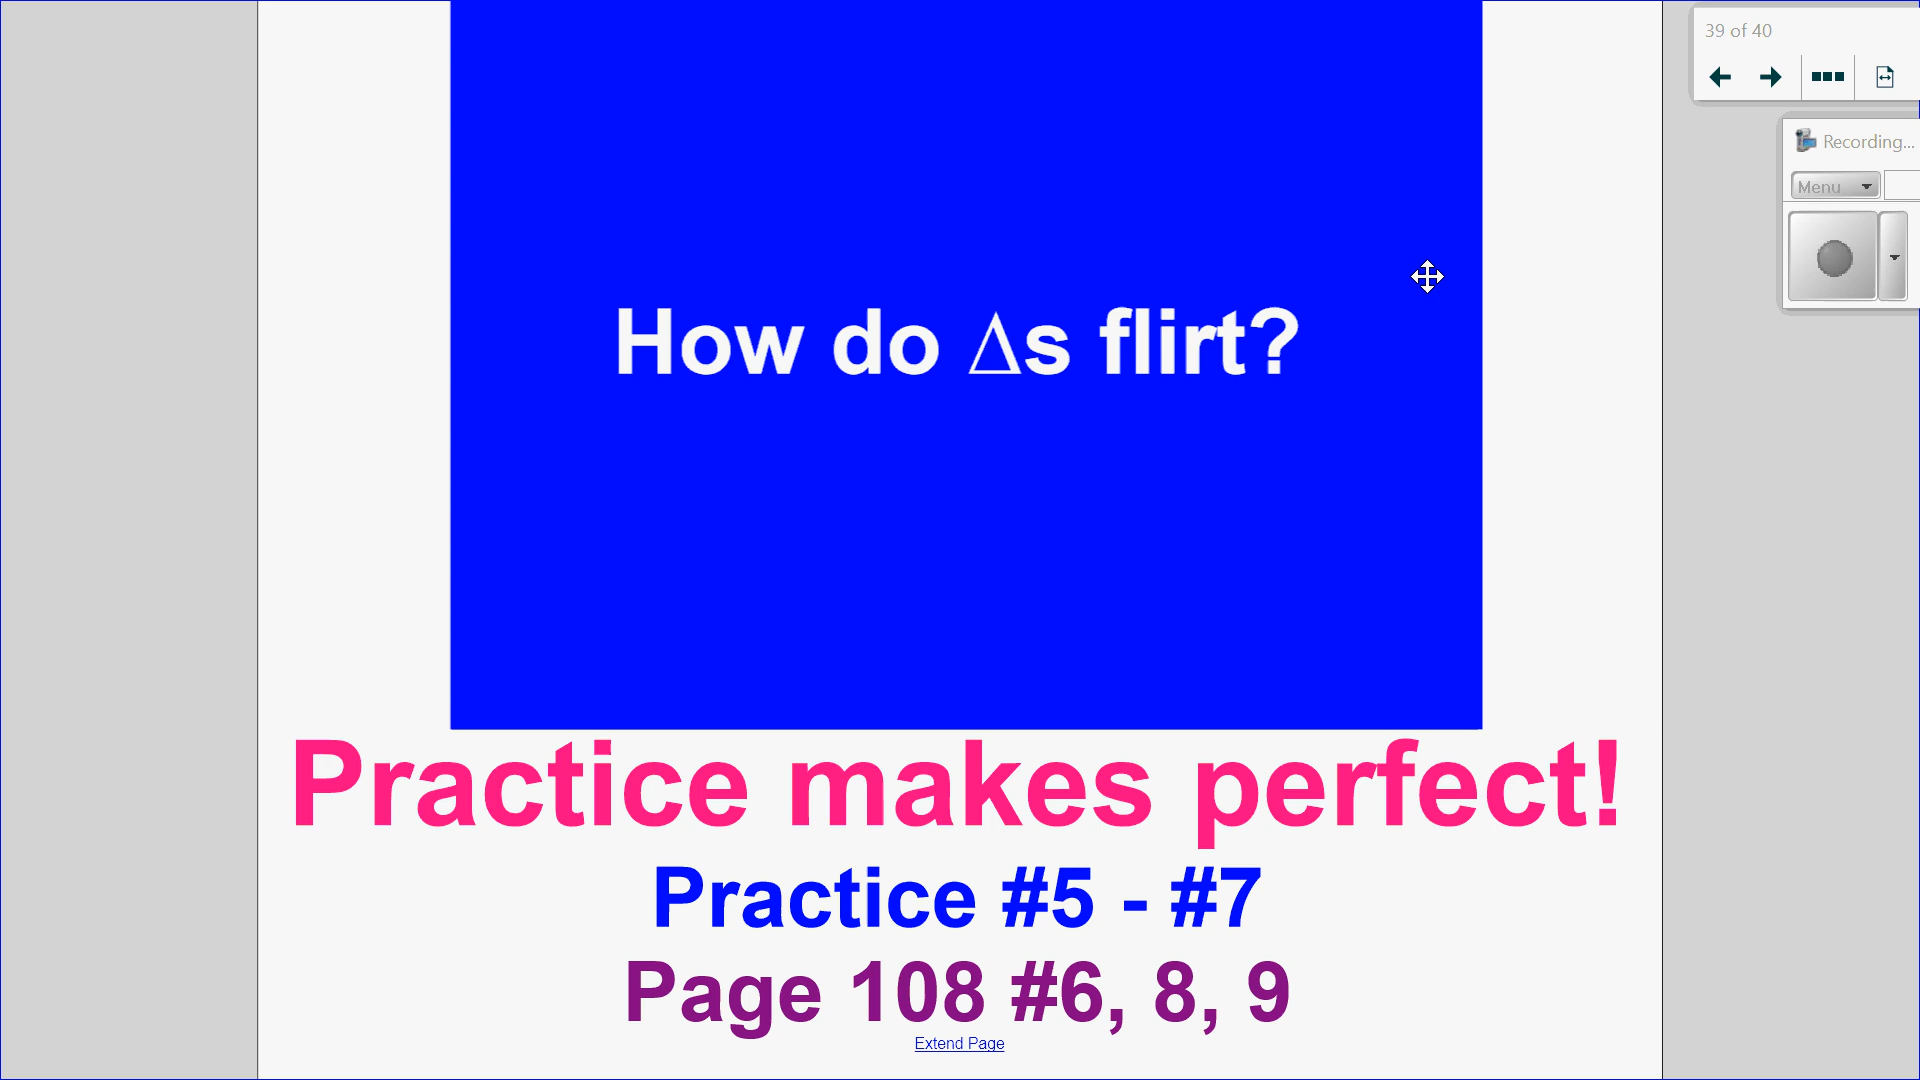 39 of 40
Recording...
Menu
How do Δs flirt?
Practice makes perfect!
Practice #5 - #7
Page 108 #6, 8, 9
Extend Page